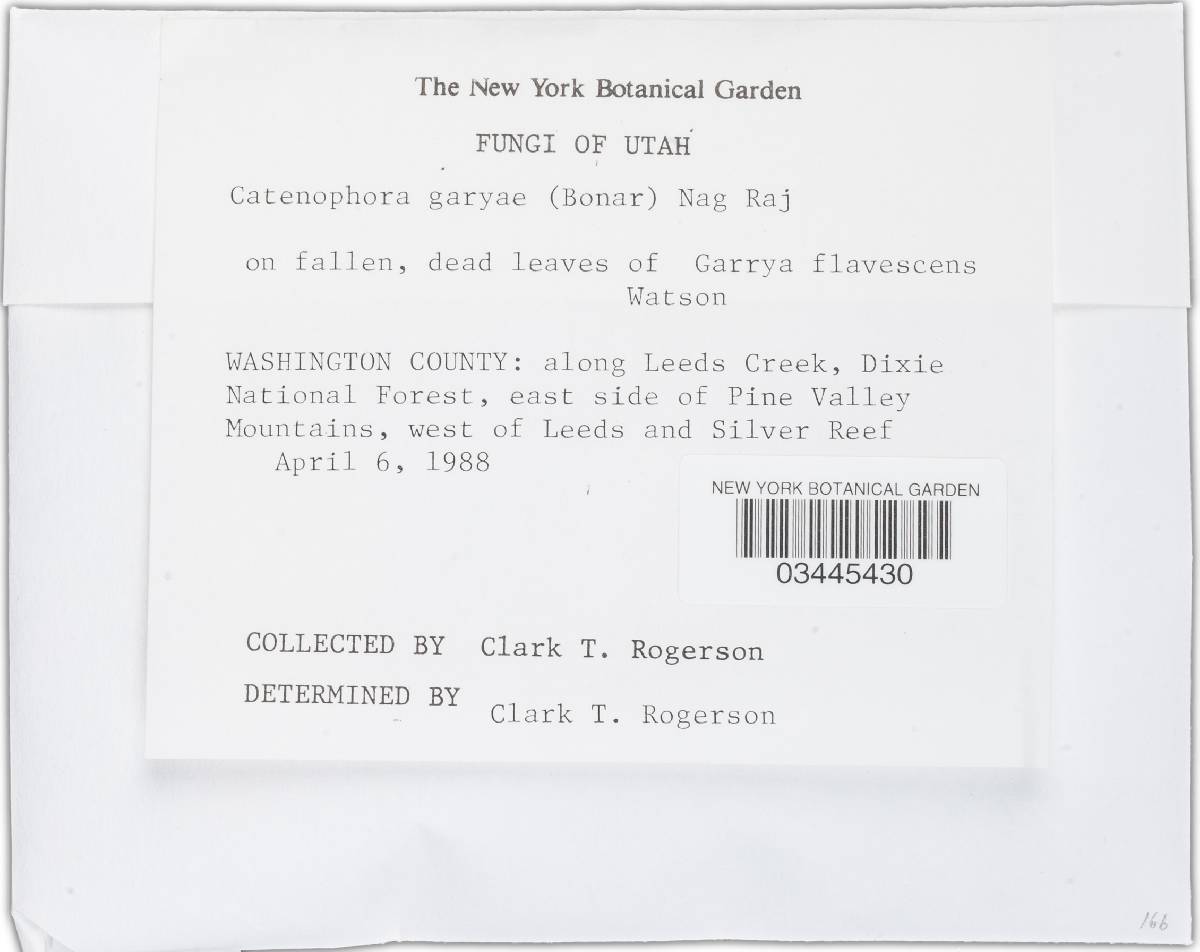 The New York Botanical Garden
FUNGI OF UTAH
Catenophora garyae (Bonar) Nag Raj
on fallen, dead leaves of Garrya flavescens
Watson
WASHINGTON COUNTY: along Leeds Creek, Dixie
National Forest, east side of Pine Valley
Mountains, west of Leeds and Silver Reef
April 6, 1988
NEW YORK BOTANICAL GARDEN
03445430
COLLECTED BY Clark T. Rogerson
DETERMINED BY Clark T. Rogerson
166